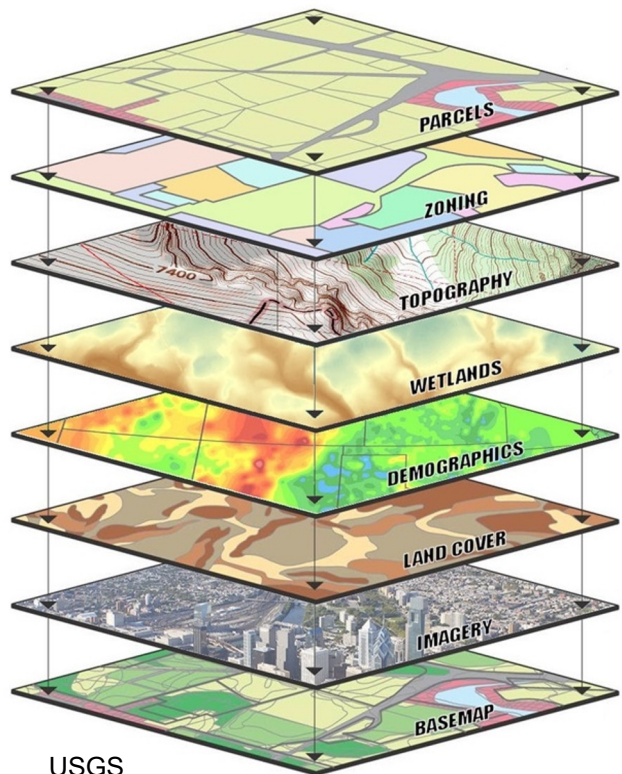 PARCELS
ZONING
7400
TOPOGRAPHY
WETLANDS
DEMOGRAPHICS
LAND COVER
IMAGERY
BASEMAP
USGS